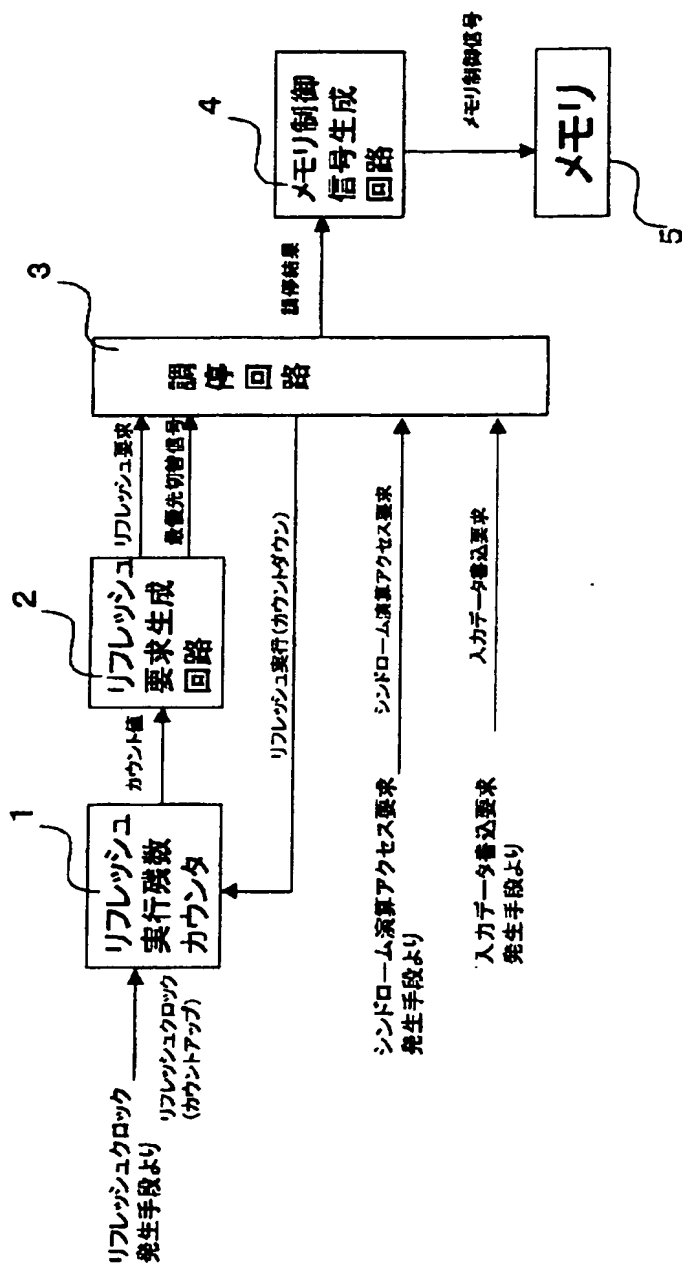 リフレッシュクロック
発生手段より
リフレッシュクロック
(カウントアップ)
1
リフレッシュ
実行残数
カウンタ
カウント値
2
リフレッシュ
要求生成
回路
リフレッシュ要求
最優先切替信号
リフレッシュ実行(カウントダウン)
シンドローム演算アクセス要求
発生手段より
シンドローム演算アクセス要求
入力データ書込要求
発生手段より
入力データ書込要求
3
調停回路
調停結果
4
メモリ制御
信号生成
回路
メモリ制御信号
メモリ
5